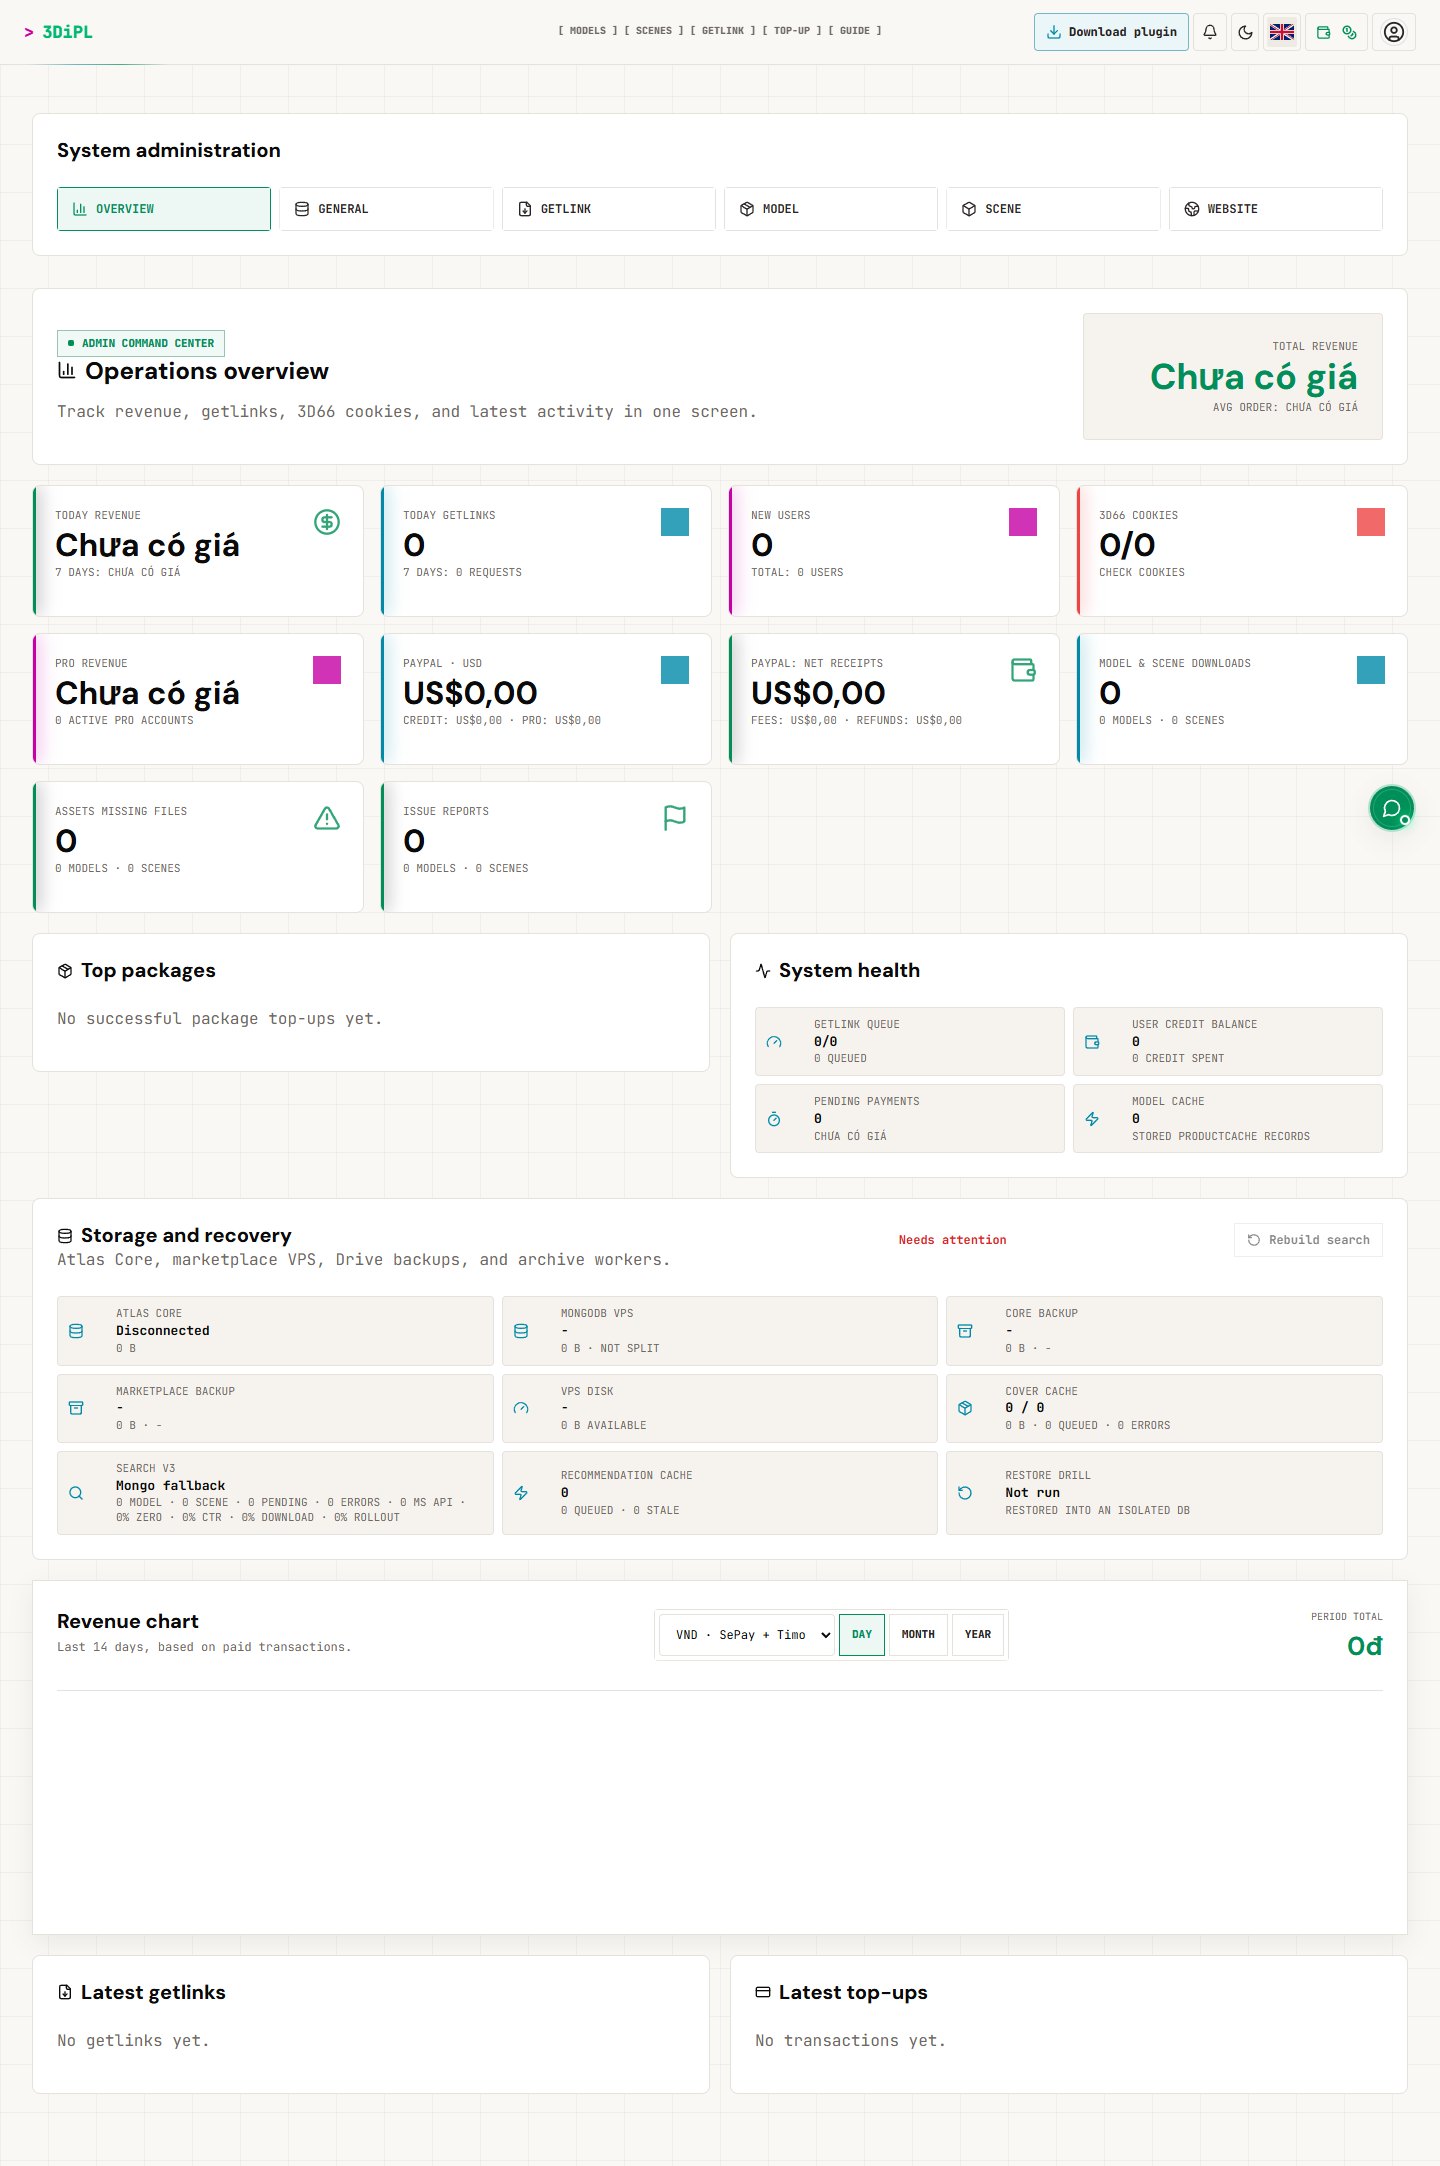 > 3DiPL
[ MODELS ] [ SCENES ] [ GETLINK ] [ TOP-UP ] [ GUIDE ]
Download plugin
System administration
OVERVIEW
GENERAL
GETLINK
MODEL
SCENE
WEBSITE
ADMIN COMMAND CENTER
Operations overview
Track revenue, getlinks, 3D66 cookies, and latest activity in one screen.
TOTAL REVENUE
Chưa có giá
AVG ORDER: CHƯA CÓ GIÁ
TODAY REVENUE
Chưa có giá
7 DAYS: CHƯA CÓ GIÁ
TODAY GETLINKS
0
7 DAYS: 0 REQUESTS
NEW USERS
0
TOTAL: 0 USERS
3D66 COOKIES
0/0
CHECK COOKIES
PRO REVENUE
Chưa có giá
0 ACTIVE PRO ACCOUNTS
PAYPAL · USD
US$0,00
CREDIT: US$0,00 · PRO: US$0,00
PAYPAL: NET RECEIPTS
US$0,00
FEES: US$0,00 · REFUNDS: US$0,00
MODEL & SCENE DOWNLOADS
0
0 MODELS · 0 SCENES
ASSETS MISSING FILES
0
0 MODELS · 0 SCENES
ISSUE REPORTS
0
0 MODELS · 0 SCENES
Top packages
No successful package top-ups yet.
System health
GETLINK QUEUE
0/0
0 QUEUED
USER CREDIT BALANCE
0
0 CREDIT SPENT
PENDING PAYMENTS
0
CHƯA CÓ GIÁ
MODEL CACHE
0
STORED PRODUCTCACHE RECORDS
Storage and recovery
Atlas Core, marketplace VPS, Drive backups, and archive workers.
Needs attention
Rebuild search
ATLAS CORE
Disconnected
0 B
MONGODB VPS
-
0 B · NOT SPLIT
CORE BACKUP
-
0 B · -
MARKETPLACE BACKUP
-
0 B · -
VPS DISK
-
0 B AVAILABLE
COVER CACHE
0 / 0
0 B · 0 QUEUED · 0 ERRORS
SEARCH V3
Mongo fallback
0 MODEL · 0 SCENE · 0 PENDING · 0 ERRORS · 0 MS API ·
0% ZERO · 0% CTR · 0% DOWNLOAD · 0% ROLLOUT
RECOMMENDATION CACHE
0
0 QUEUED · 0 STALE
RESTORE DRILL
Not run
RESTORED INTO AN ISOLATED DB
Revenue chart
Last 14 days, based on paid transactions.
VND · SePay + Timo
DAY
MONTH
YEAR
PERIOD TOTAL
0đ
Latest getlinks
No getlinks yet.
Latest top-ups
No transactions yet.